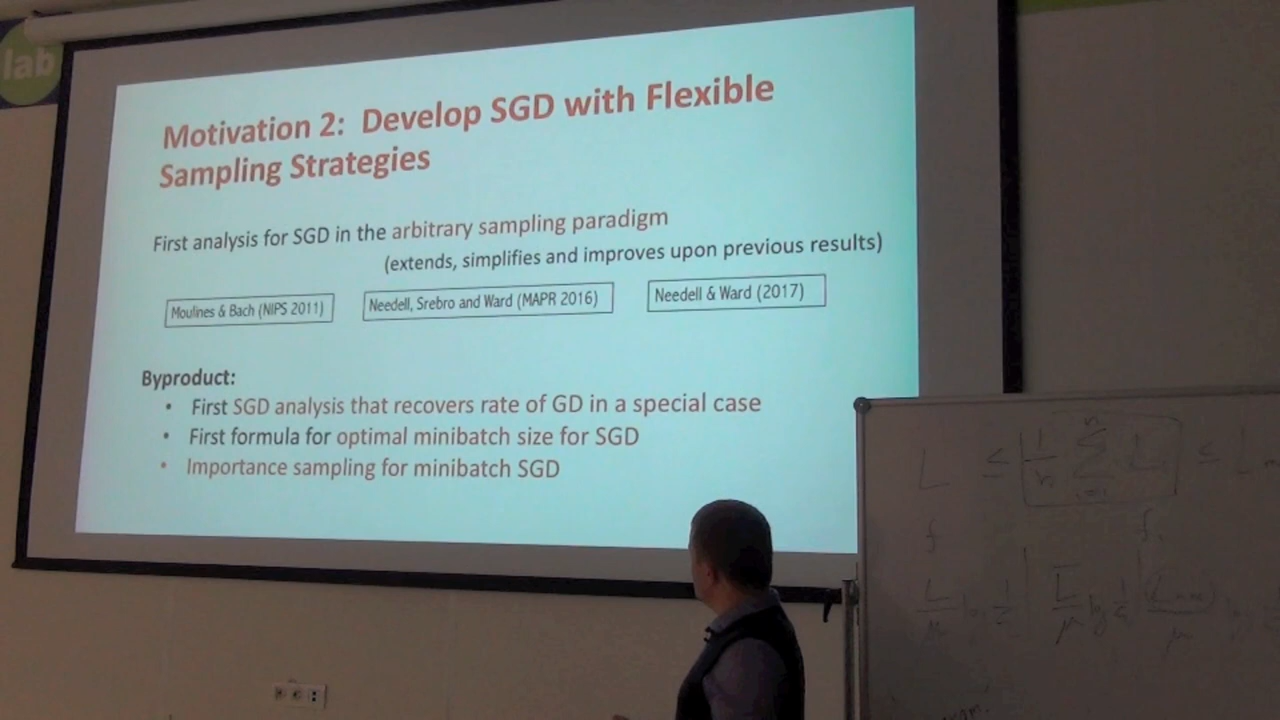 lab
Motivation 2: Develop SGD with Flexible
Sampling Strategies
First analysis for SGD in the arbitrary sampling paradigm
(extends, simplifies and improves upon previous results)
Moulines & Bach (NIPS 2011)
Needell, Srebro and Ward (MAPR 2016)
Needell & Ward (2017)
Byproduct:
• First SGD analysis that recovers rate of GD in a special case
• First formula for optimal minibatch size for SGD
• Importance sampling for minibatch SGD